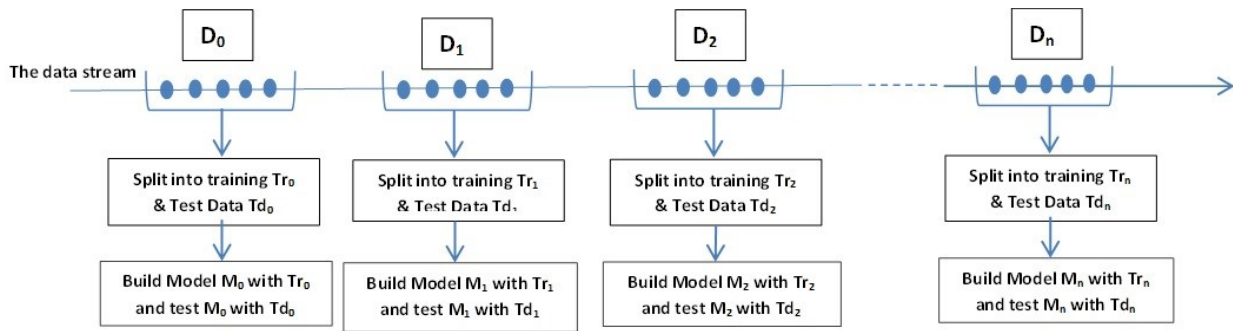 D₀
D₁
D₂
Dₙ
The data stream
Split into training Tr₀
& Test Data Td₀
Split into training Tr₁
& Test Data Td₁
Split into training Tr₂
& Test Data Td₂
Split into training Trₙ
& Test Data Tdₙ
Build Model M₀ with Tr₀
and test M₀ with Td₀
Build Model M₁ with Tr₁
and test M₁ with Td₁
Build Model M₂ with Tr₂
and test M₂ with Td₂
Build Model Mₙ with Trₙ
and test Mₙ with Tdₙ